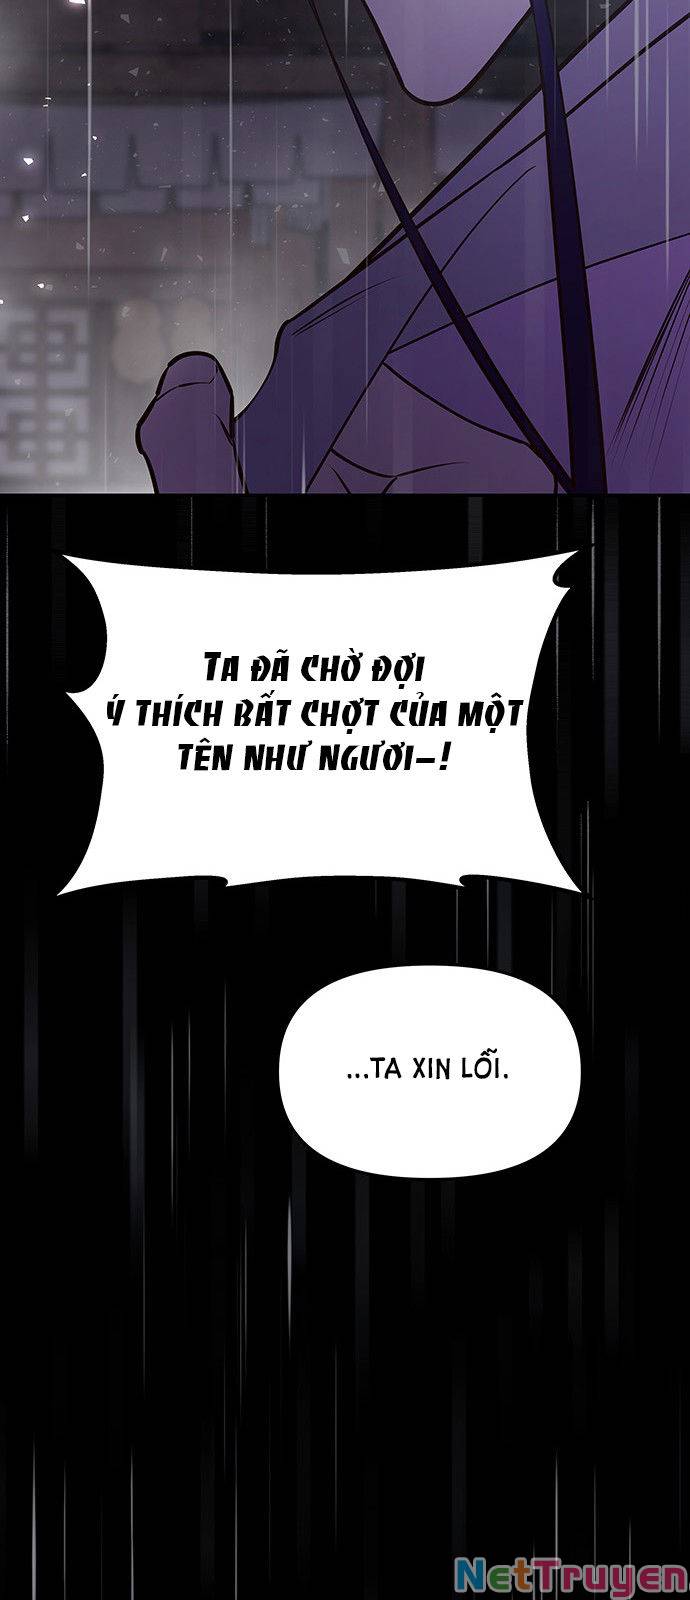 TA ĐÃ CHỜ ĐỢI
Ý THÍCH BẤT CHỢT CỦA MỘT
TÊN NHƯ NGƯƠI-!
...TA XIN LỖI.
NetTruyen